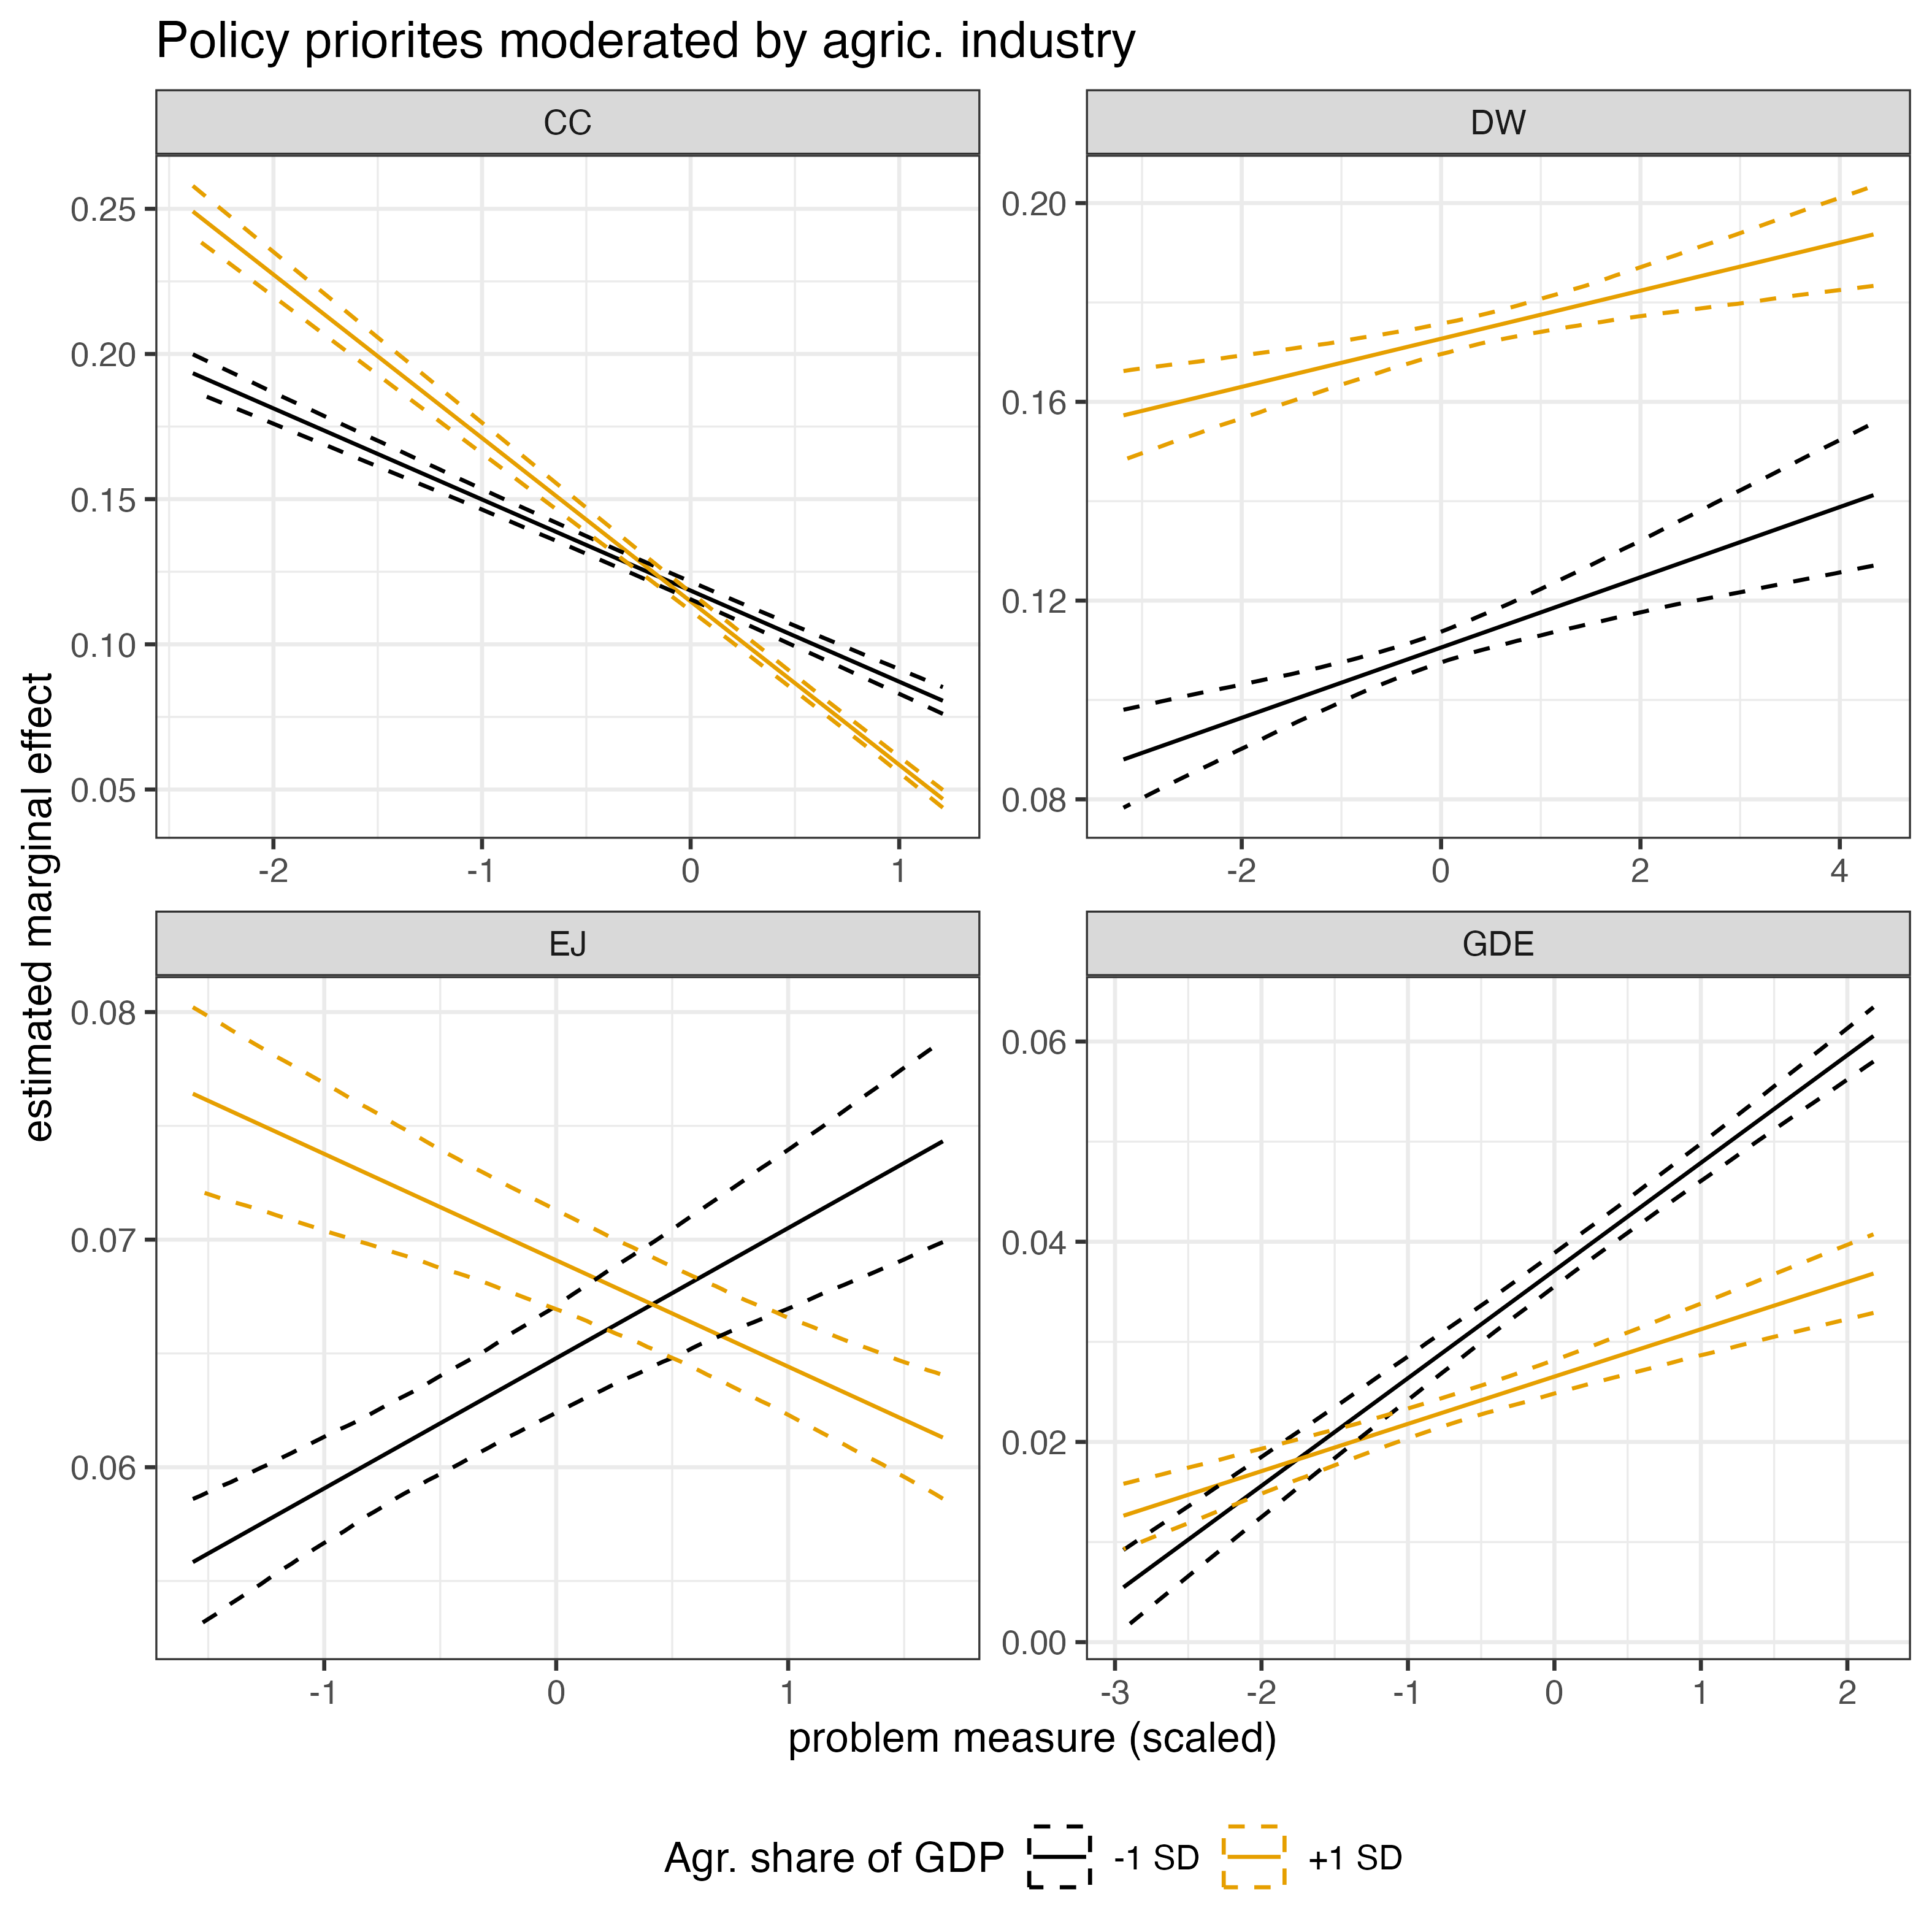 Policy priorites moderated by agric. industry
CC
DW
0.25
0.20
0.15
0.10
0.05
0.20
0.16
0.12
0.08
-2 -1 0 1
-2 0 2 4
estimated marginal effect
EJ
GDE
0.08
0.07
0.06
0.06
0.04
0.02
0.00
-1 0 1
-3 -2 -1 0 1 2
problem measure (scaled)
Agr. share of GDP -1 SD +1 SD